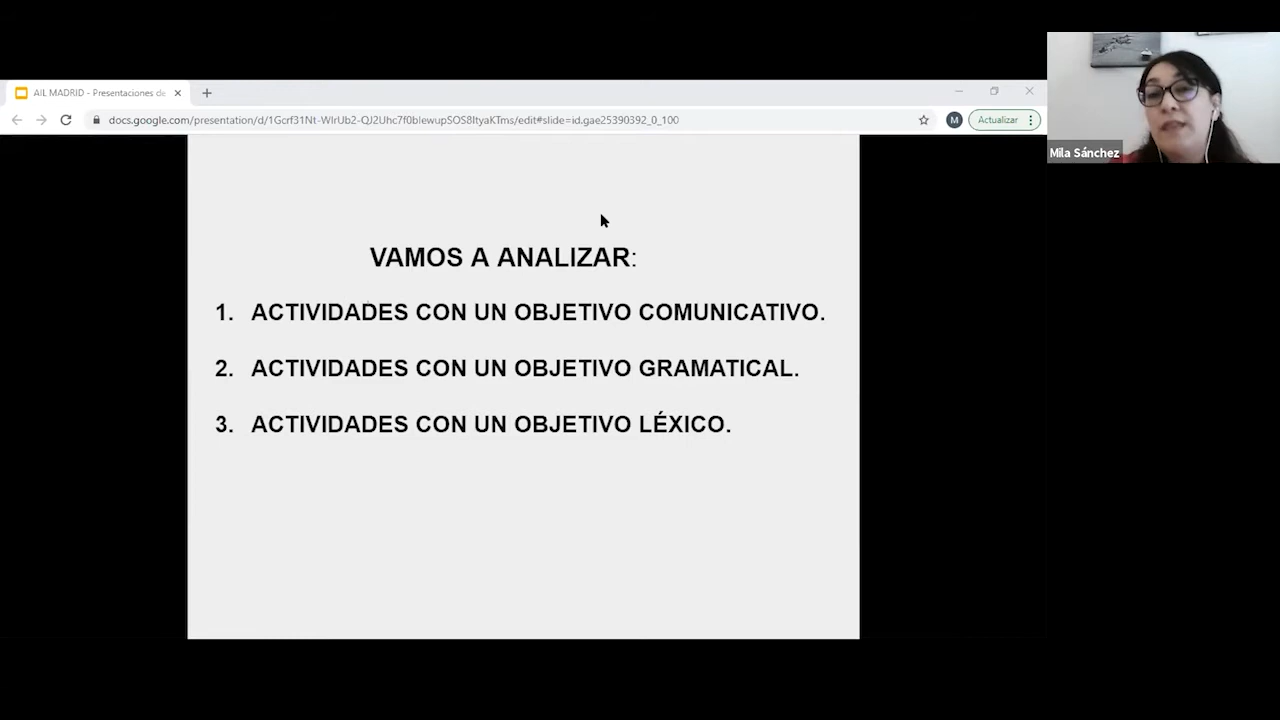 AIL MADRID - Presentaciones de
docs.google.com/presentation/d/1Gcrf31Nt-WlrUb2-QJ2Uhc7f0blewupSOS8ltyaKTms/edit#slide=id.gae25390392_0_100
M
Actualizar
Mila Sánchez
VAMOS A ANALIZAR:
1. ACTIVIDADES CON UN OBJETIVO COMUNICATIVO.
2. ACTIVIDADES CON UN OBJETIVO GRAMATICAL.
3. ACTIVIDADES CON UN OBJETIVO LÉXICO.